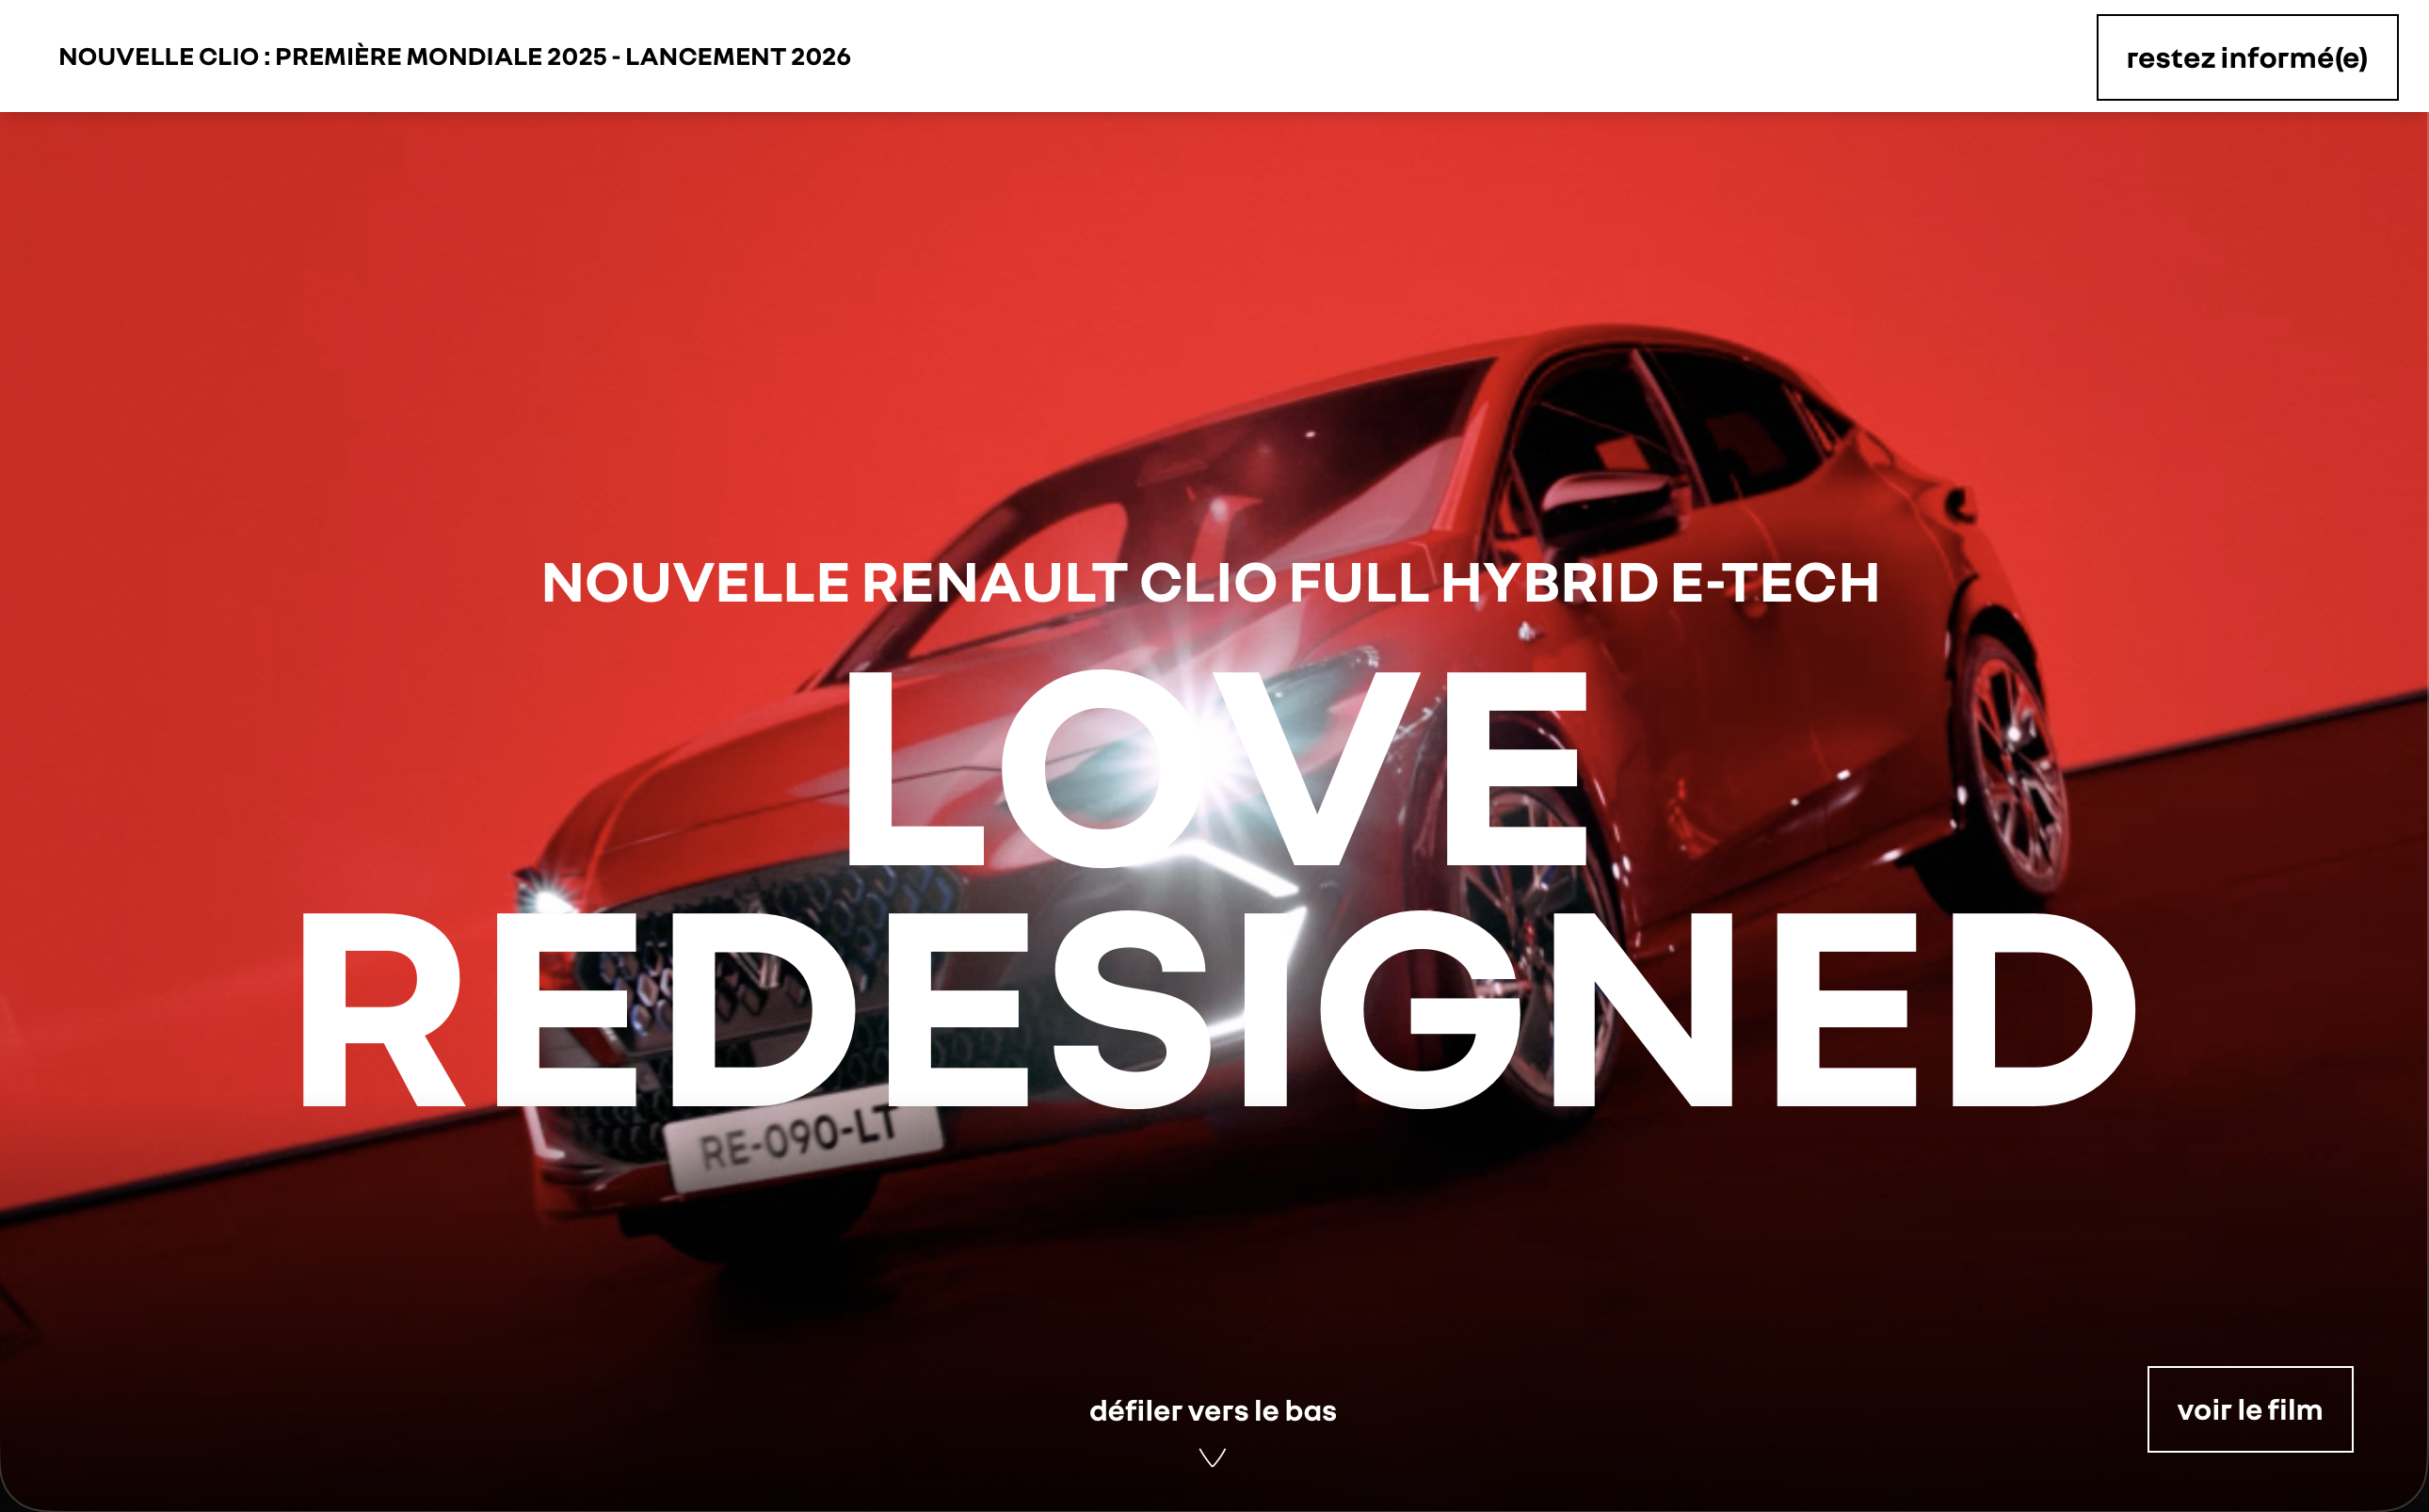 NOUVELLE CLIO : PREMIÈRE MONDIALE 2025 - LANCEMENT 2026
restez informé(e)
NOUVELLE RENAULT CLIO FULL HYBRID E-TECH
LOVE
REDESIGNED
RE-090-LT
défiler vers le bas
voir le film